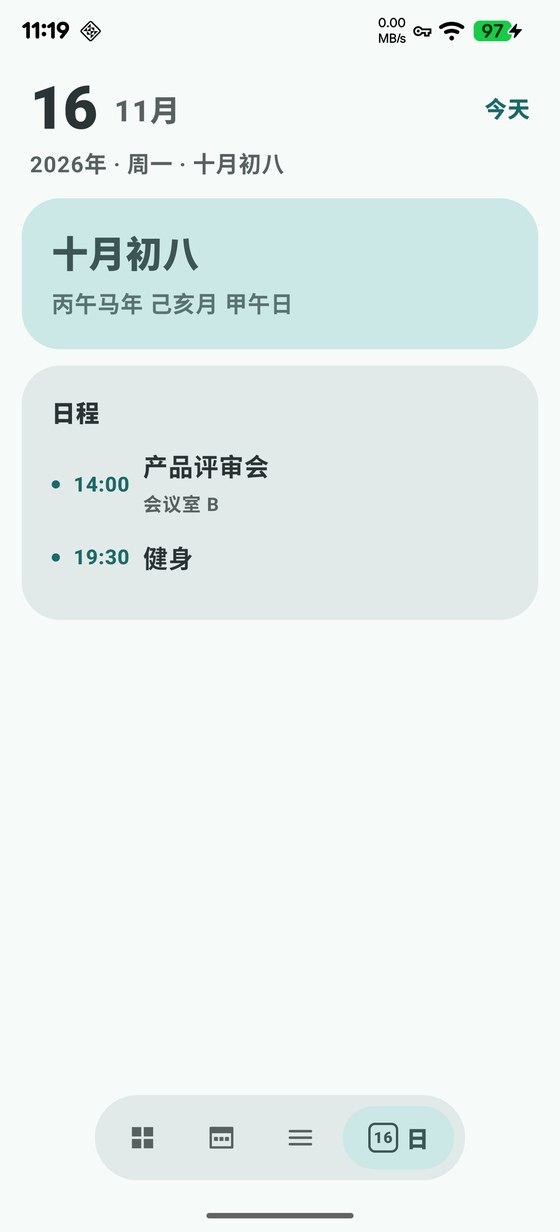 11:19
0.00
MB/s
97
16 11月
今天
2026年 · 周一 · 十月初八
十月初八
丙午马年 己亥月 甲午日
日程
14:00 产品评审会
会议室 B
19:30 健身
16 日